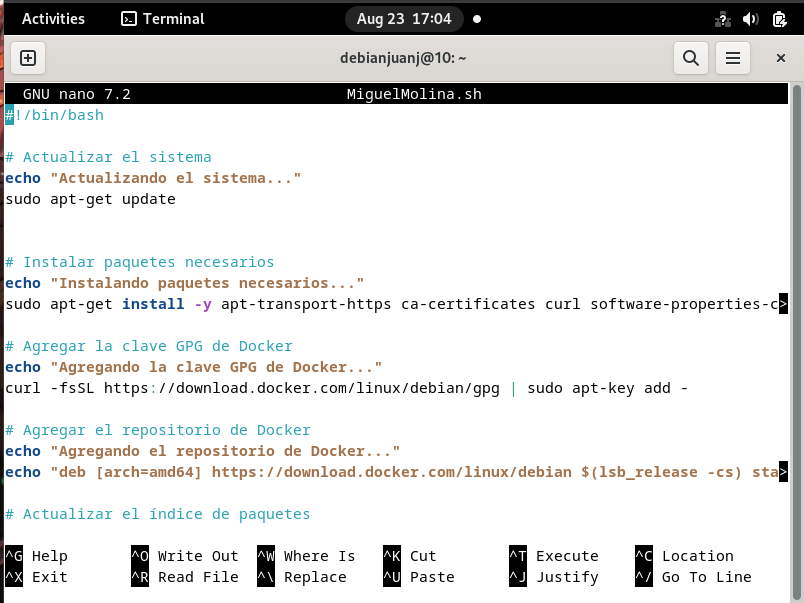 Activities Terminal Aug 23 17:04
debianjuanj@10: ~
GNU nano 7.2 MiguelMolina.sh
#!/bin/bash
# Actualizar el sistema
echo "Actualizando el sistema..."
sudo apt-get update
# Instalar paquetes necesarios
echo "Instalando paquetes necesarios..."
sudo apt-get install -y apt-transport-https ca-certificates curl software-properties-c>
# Agregar la clave GPG de Docker
echo "Agregando la clave GPG de Docker..."
curl -fsSL https://download.docker.com/linux/debian/gpg | sudo apt-key add -
# Agregar el repositorio de Docker
echo "Agregando el repositorio de Docker..."
echo "deb [arch=amd64] https://download.docker.com/linux/debian $(lsb_release -cs) sta>
# Actualizar el índice de paquetes
^G Help ^O Write Out ^W Where Is ^K Cut ^T Execute ^C Location
^X Exit ^R Read File ^\ Replace ^U Paste ^J Justify ^/ Go To Line